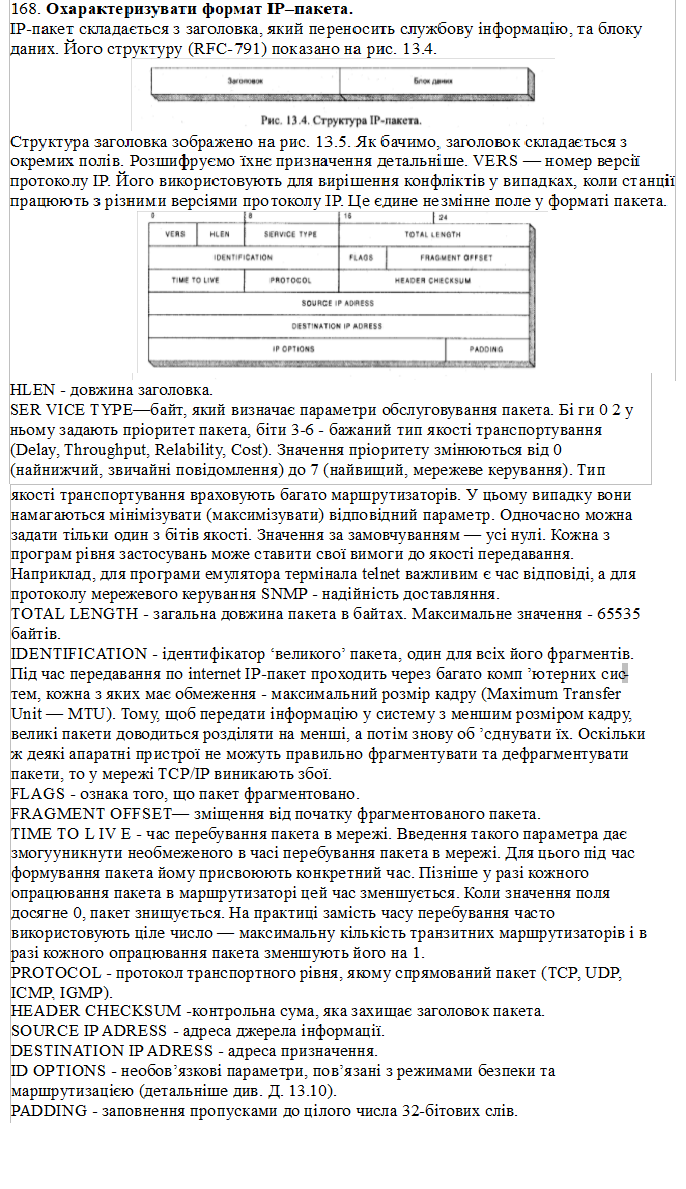 168. Охарактеризувати формат IP–пакета.
IP-пакет складається з заголовка, який переносить службову інформацію, та блоку
даних. Його структуру (RFC-791) показано на рис. 13.4.
Заголовок Блок даних
Рис. 13.4. Структура IP-пакета.
Структура заголовка зображено на рис. 13.5. Як бачимо, заголовок складається з
окремих полів. Розшифруємо їхнє призначення детальніше. VERS — номер версії
протоколу IP. Його використовують для вирішення конфліктів у випадках, коли станції
працюють з різними версіями протоколу IP. Це єдине незмінне поле у форматі пакета.
0 8 16 24
VERS HLEN SERVICE TYPE TOTAL LENGTH
IDENTIFICATION FLAGS FRAGMENT OFFSET
TIME TO LIVE PROTOCOL HEADER CHECKSUM
SOURCE IP ADRESS
DESTINATION IP ADRESS
IP OPTIONS PADDING
HLEN - довжина заголовка.
SER VICE TYPE—байт, який визначає параметри обслуговування пакета. Бі ги 0 2 у
ньому задають пріоритет пакета, біти 3-6 - бажаний тип якості транспортування
(Delay, Throughput, Relability, Cost). Значення пріоритету змінюються від 0
(найнижчий, звичайні повідомлення) до 7 (найвищий, мережеве керування). Тип
якості транспортування враховують багато маршрутизаторів. У цьому випадку вони
намагаються мінімізувати (максимізувати) відповідний параметр. Одночасно можна
задати тільки один з бітів якості. Значення за замовчуванням — усі нулі. Кожна з
програм рівня застосувань може ставити свої вимоги до якості передавання.
Наприклад, для програми емулятора термінала telnet важливим є час відповіді, а для
протоколу мережевого керування SNMP - надійність доставляння.
TOTAL LENGTH - загальна довжина пакета в байтах. Максимальне значення - 65535
байтів.
IDENTIFICATION - ідентифікатор ‘великого’ пакета, один для всіх його фрагментів.
Під час передавання по internet IP-пакет проходить через багато комп ’ютерних сис-
тем, кожна з яких має обмеження - максимальний розмір кадру (Maximum Transfer
Unit — MTU). Тому, щоб передати інформацію у систему з меншим розміром кадру,
великі пакети доводиться розділяти на менші, а потім знову об ’єднувати їх. Оскільки
ж деякі апаратні пристрої не можуть правильно фрагментувати та дефрагментувати
пакети, то у мережі TCP/IP виникають збої.
FLAGS - ознака того, що пакет фрагментовано.
FRAGMENT OFFSET— зміщення від початку фрагментованого пакета.
TIME TO L IV E - час перебування пакета в мережі. Введення такого параметра дає
змогууникнути необмеженого в часі перебування пакета в мережі. Для цього під час
формування пакета йому присвоюють конкретний час. Пізніше у разі кожного
опрацювання пакета в маршрутизаторі цей час зменшується. Коли значення поля
досягне 0, пакет знищується. На практиці замість часу перебування часто
використовують ціле число — максимальну кількість транзитних маршрутизаторів і в
разі кожного опрацювання пакета зменшують його на 1.
PROTOCOL - протокол транспортного рівня, якому спрямований пакет (TCP, UDP,
ICMP, IGMP).
HEADER CHECKSUM -контрольна сума, яка захищає заголовок пакета.
SOURCE IP ADRESS - адреса джерела інформації.
DESTINATION IP ADRESS - адреса призначення.
ID OPTIONS - необов’язкові параметри, пов’язані з режимами безпеки та
маршрутизацією (детальніше див. Д. 13.10).
PADDING - заповнення пропусками до цілого числа 32-бітових слів.